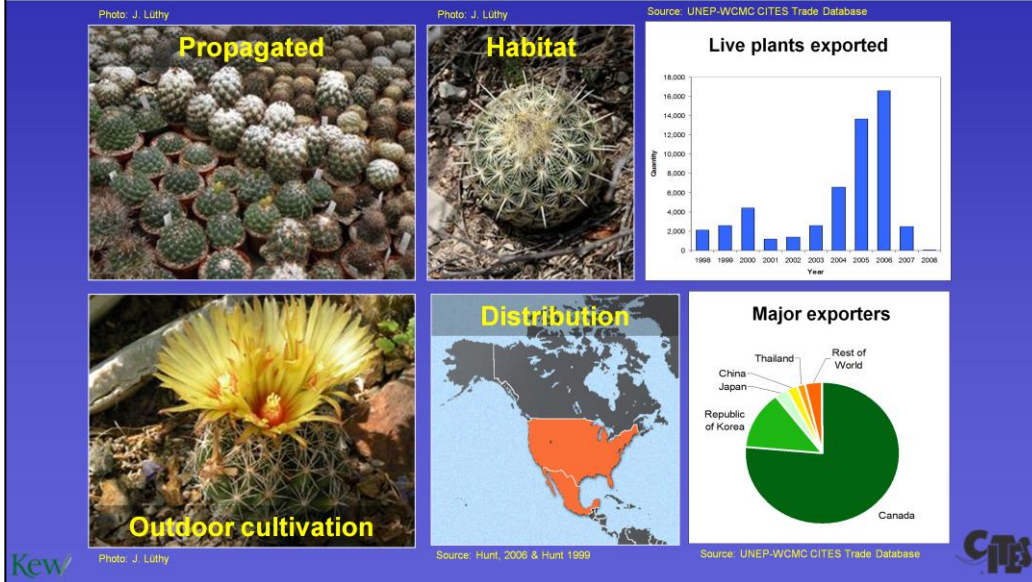 Photo: J. Lüthy
Propagated
Photo: J. Lüthy
Habitat
Source: UNEP-WCMC CITES Trade Database
Live plants exported
18,000
16,000
14,000
12,000
10,000
8,000
6,000
4,000
2,000
0
Quantity
1998 1999 2000 2001 2002 2003 2004 2005 2006 2007 2008
Year
Outdoor cultivation
Photo: J. Lüthy
Distribution
Source: Hunt, 2006 & Hunt 1999
Major exporters
Rest of
World
Thailand
China
Japan
Republic
of Korea
Canada
Source: UNEP-WCMC CITES Trade Database
Kew
CITES